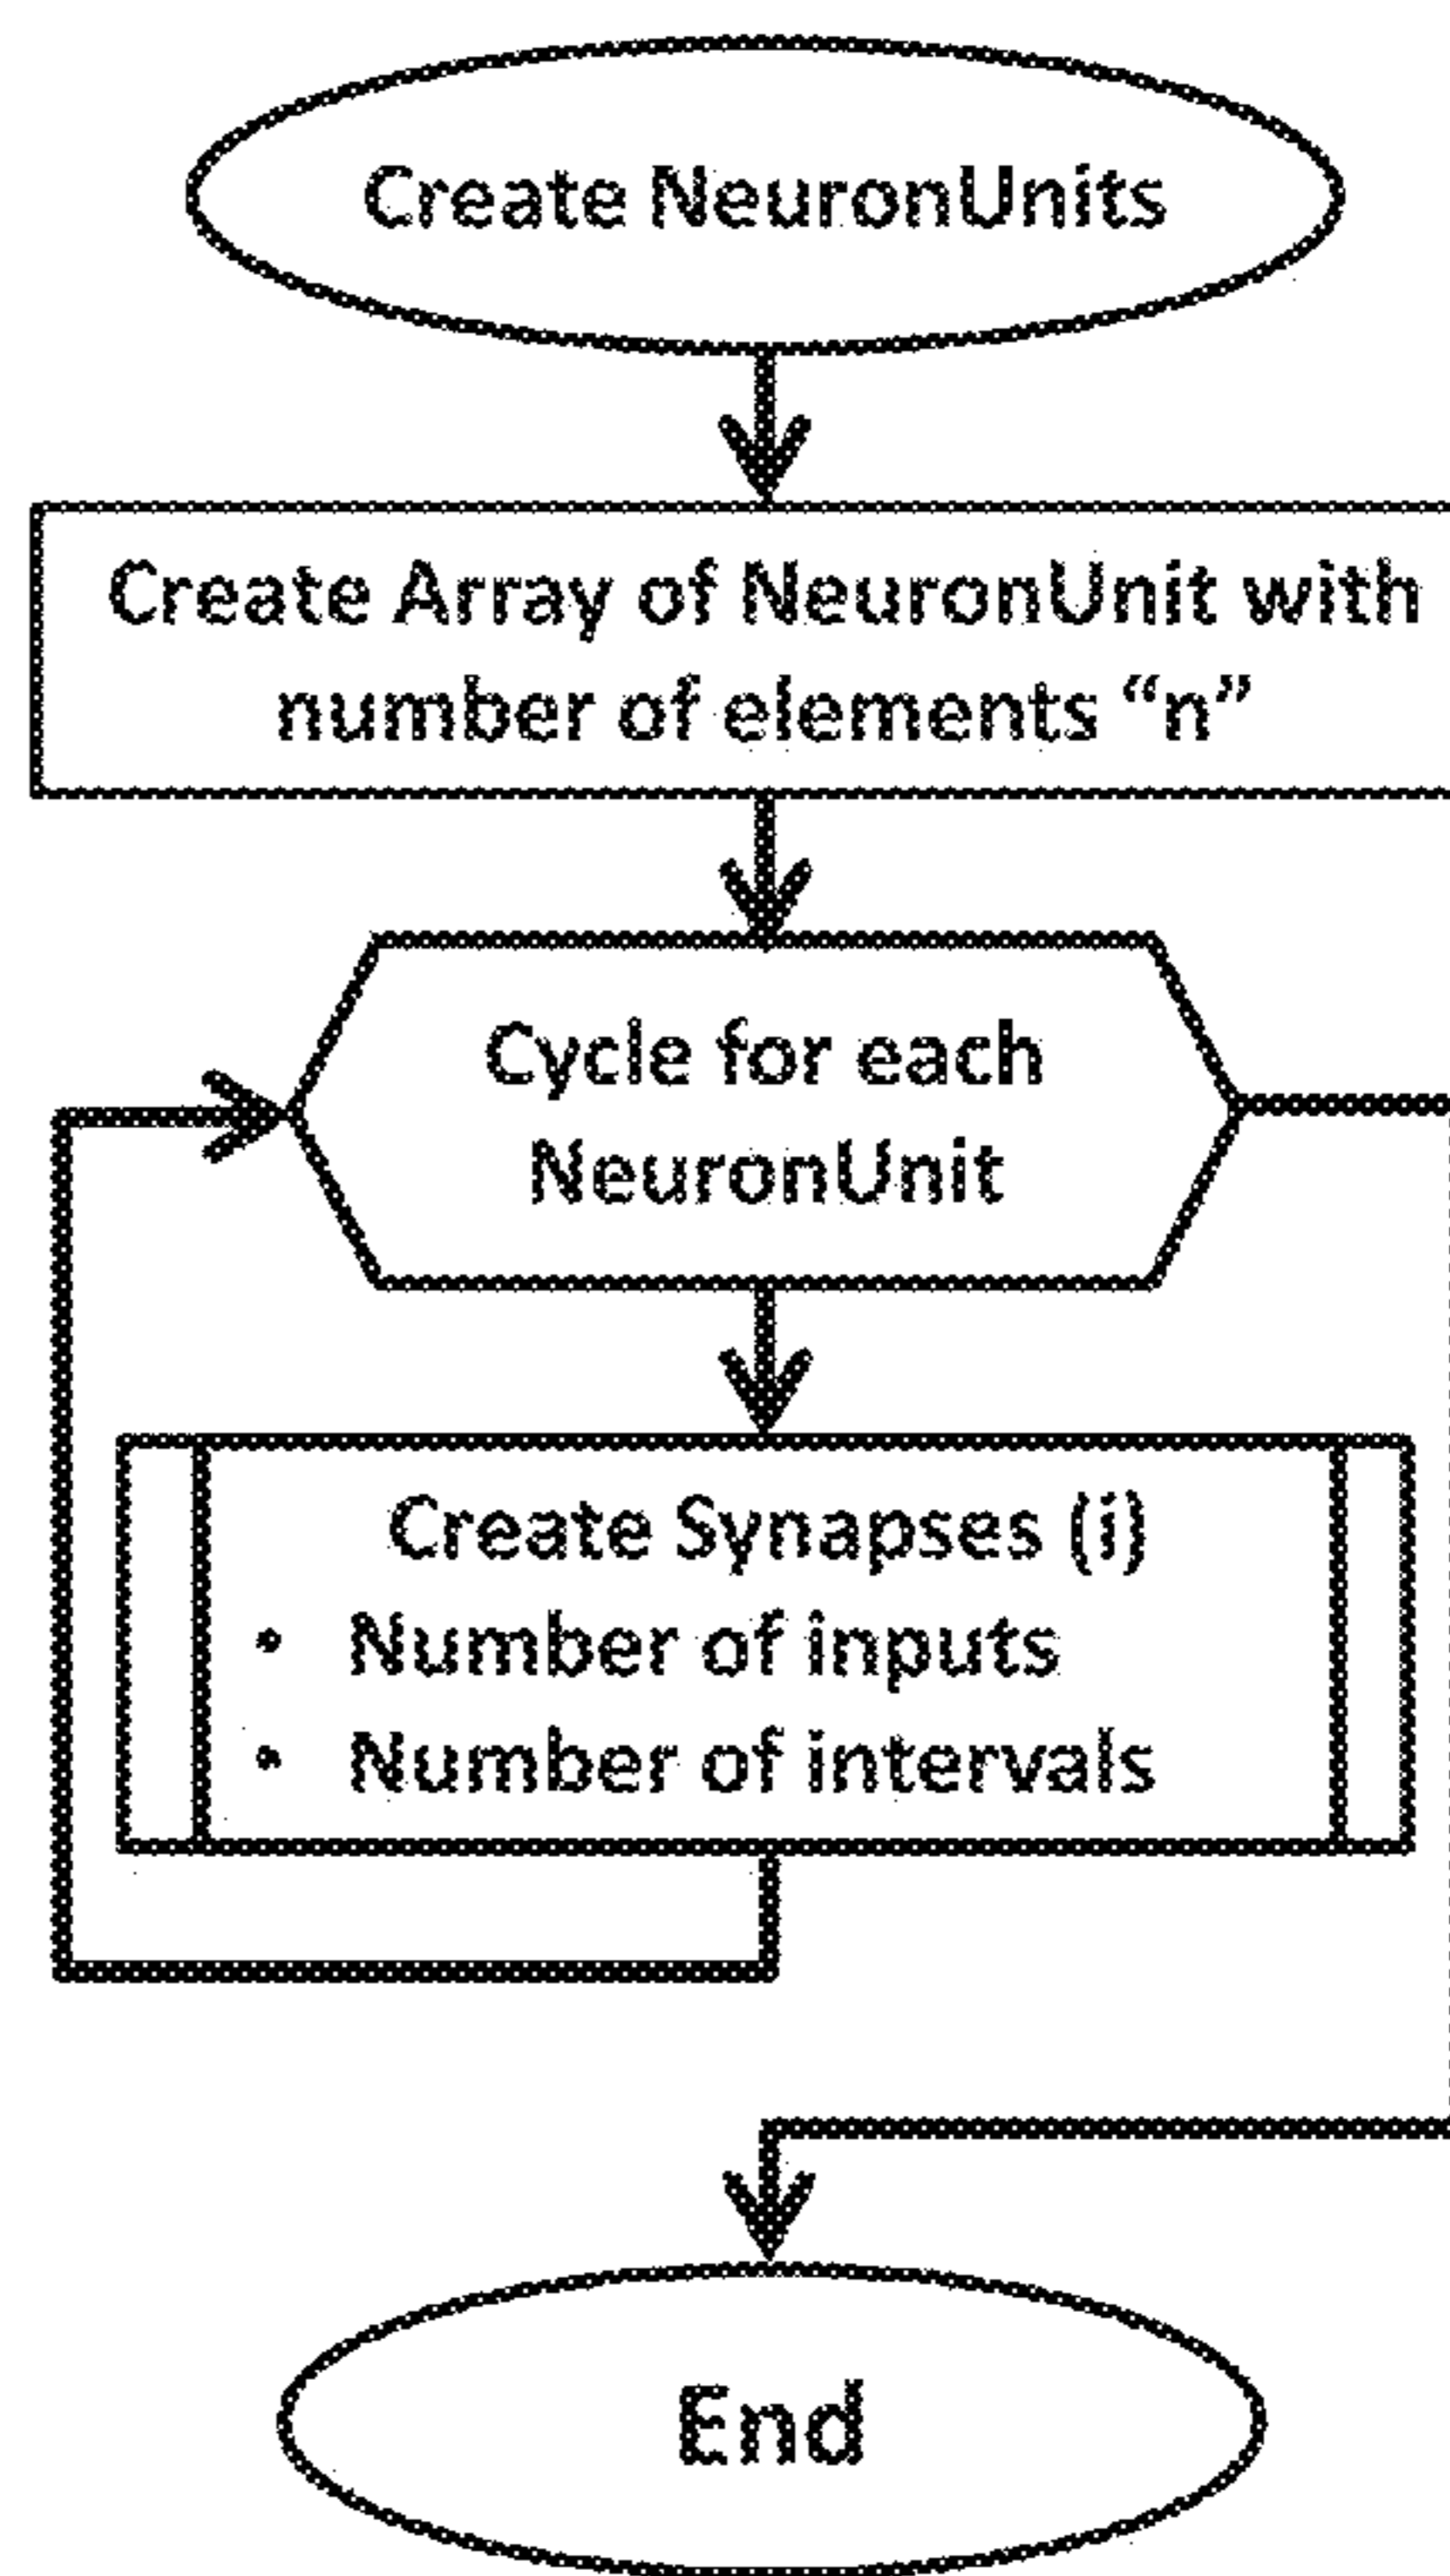 Create NeuronUnits
Create Array of NeuronUnit with
number of elements “n”
Cycle for each
NeuronUnit
Create Synapses (i)
• Number of inputs
• Number of intervals
End